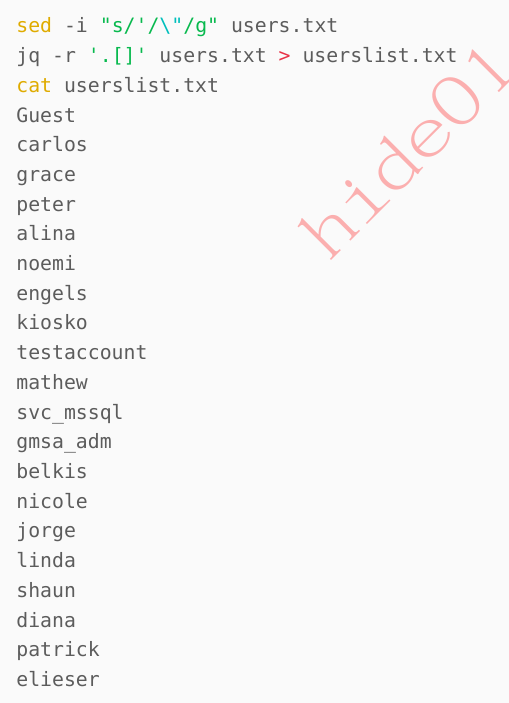 sed -i "s/'/\"/g" users.txt
jq -r '.[]' users.txt > userslist.txt
cat userslist.txt
Guest
carlos
grace
peter
alina
noemi
engels
kiosko
testaccount
mathew
svc_mssql
gmsa_adm
belkis
nicole
jorge
linda
shaun
diana
patrick
elieser
hide01